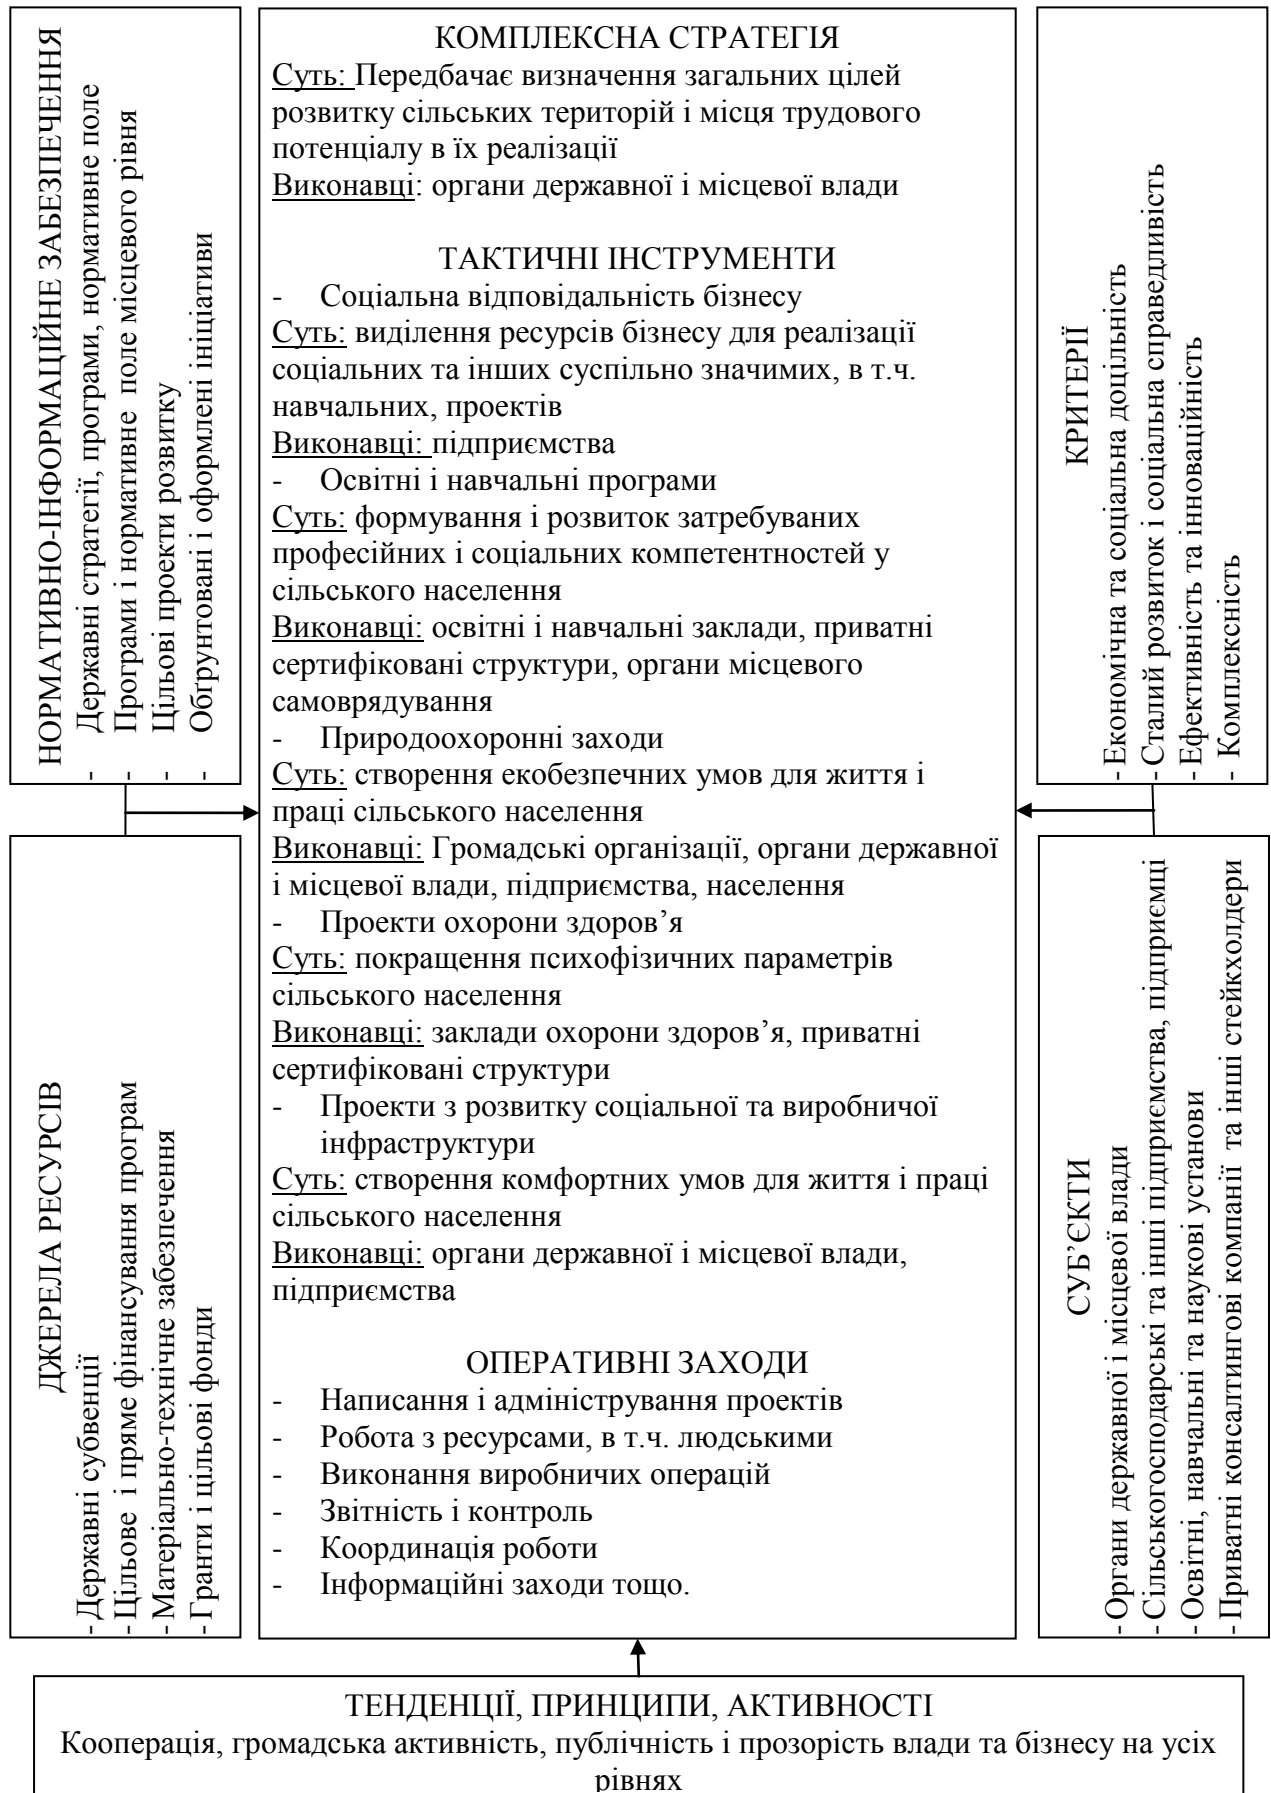 НОРМАТИВНО-ІНФОРМАЦІЙНЕ ЗАБЕЗПЕЧЕННЯ
- Державні стратегії, програми, нормативне поле
- Програми і нормативне поле місцевого рівня
- Цільові проекти розвитку
- Обґрунтовані і оформлені ініціативи
ДЖЕРЕЛА РЕСУРСІВ
- Державні субвенції
- Цільове і пряме фінансування програм
- Матеріально-технічне забезпечення
- Гранти і цільові фонди
КОМПЛЕКСНА СТРАТЕГІЯ
Суть: Передбачає визначення загальних цілей
розвитку сільських територій і місця трудового
потенціалу в їх реалізації
Виконавці: органи державної і місцевої влади
ТАКТИЧНІ ІНСТРУМЕНТИ
- Соціальна відповідальність бізнесу
Суть: виділення ресурсів бізнесу для реалізації
соціальних та інших суспільно значимих, в т.ч.
навчальних, проектів
Виконавці: підприємства
- Освітні і навчальні програми
Суть: формування і розвиток затребуваних
професійних і соціальних компетентностей у
сільського населення
Виконавці: освітні і навчальні заклади, приватні
сертифіковані структури, органи місцевого
самоврядування
- Природоохоронні заходи
Суть: створення екобезпечних умов для життя і
праці сільського населення
Виконавці: Громадські організації, органи державної
і місцевої влади, підприємства, населення
- Проекти охорони здоров’я
Суть: покращення психофізичних параметрів
сільського населення
Виконавці: заклади охорони здоров’я, приватні
сертифіковані структури
- Проекти з розвитку соціальної та виробничої
інфраструктури
Суть: створення комфортних умов для життя і праці
сільського населення
Виконавці: органи державної і місцевої влади,
підприємства
ОПЕРАТИВНІ ЗАХОДИ
- Написання і адміністрування проектів
- Робота з ресурсами, в т.ч. людськими
- Виконання виробничих операцій
- Звітність і контроль
- Координація роботи
- Інформаційні заходи тощо.
КРИТЕРІЇ
- Економічна та соціальна доцільність
- Сталий розвиток і соціальна справедливість
- Ефективність та інноваційність
- Комплексність
СУБ’ЄКТИ
- Органи державної і місцевої влади
- Сільськогосподарські та інші підприємства, підприємці
- Освітні, навчальні та наукові установи
- Приватні консалтингові компанії та інші стейкхолдери
ТЕНДЕНЦІЇ, ПРИНЦИПИ, АКТИВНОСТІ
Кооперація, громадська активність, публічність і прозорість влади та бізнесу на усіх
рівнях